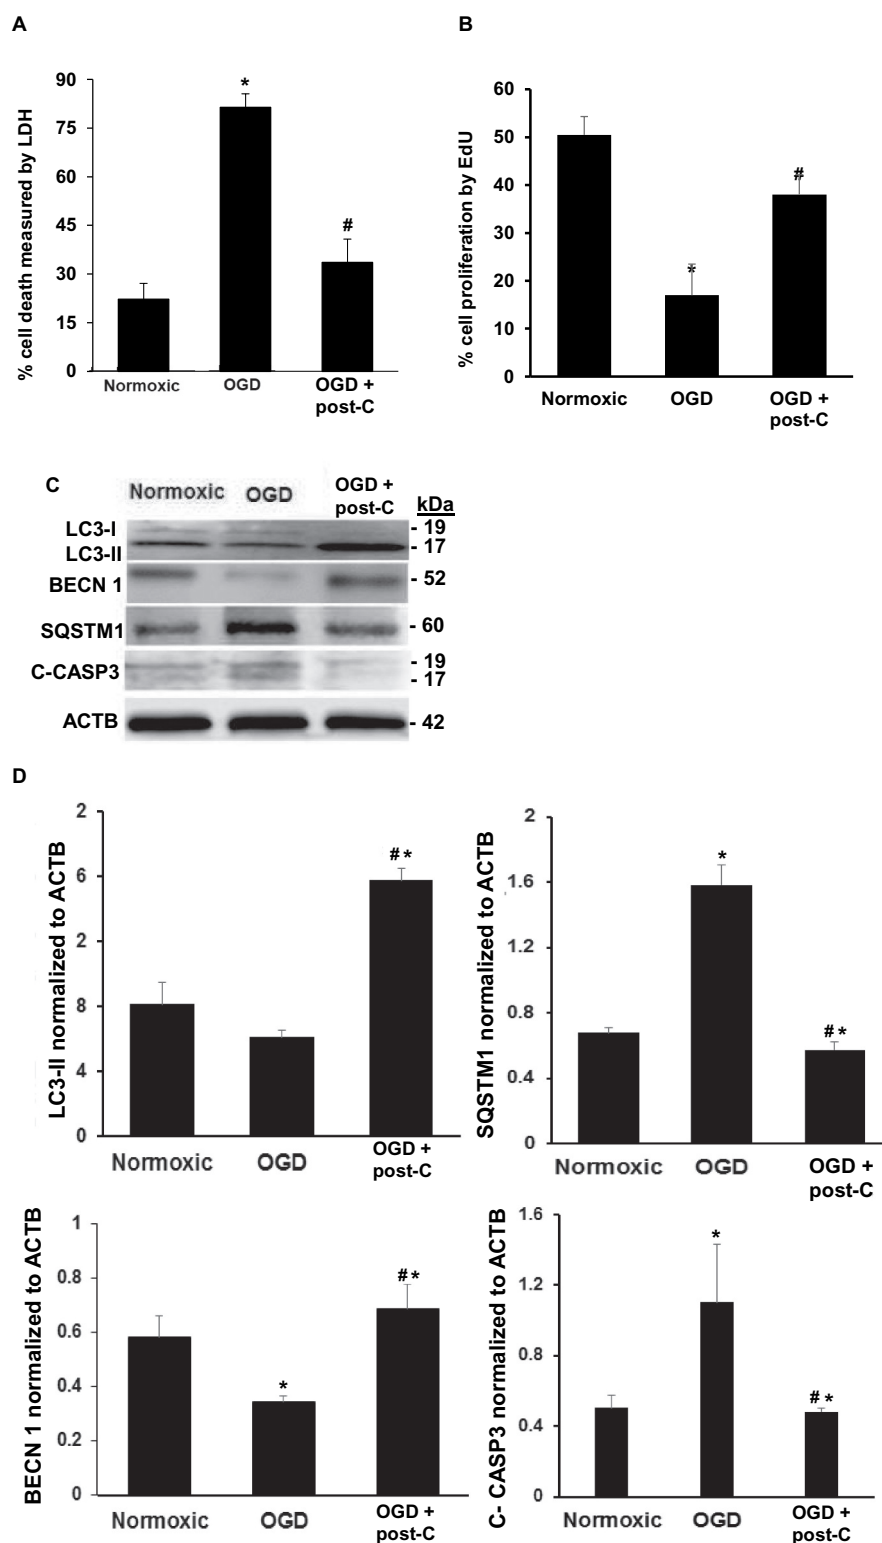 A
% cell death measured by LDH
90
75
60
45
30
15
0
*
#
Normoxic
OGD
OGD +
post-C
B
% cell proliferation by EdU
60
50
40
30
20
10
0
*
#
Normoxic
OGD
OGD +
post-C
C
Normoxic
OGD
OGD +
post-C
kDa
LC3-I
LC3-II
BECN 1
SQSTM1
C-CASP3
ACTB
- 19
- 17
- 52
- 60
- 19
- 17
- 42
D
LC3-II normalized to ACTB
2
6
2
8
4
0
# *
Normoxic
OGD
OGD +
post-C
SQSTM1 normalized to ACTB
2
1.6
1.2
0.8
0.4
0
*
# *
Normoxic
OGD
OGD +
post-C
BECN 1 normalized to ACTB
1
0.8
0.6
0.4
0.2
0
*
# *
Normoxic
OGD
OGD +
post-C
C- CASP3 normalized to ACTB
1.6
1.2
0.8
0.4
0
*
# *
Normoxic
OGD
OGD +
post-C